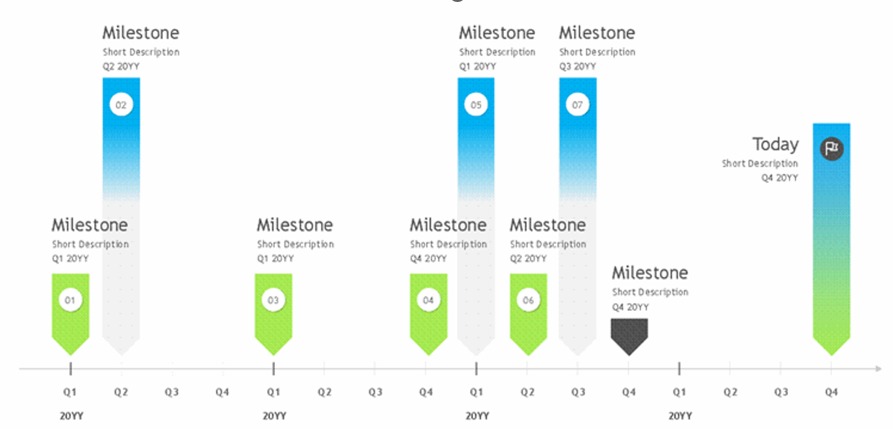 Milestone
Short Description
Q2 20YY
02
Milestone
Short Description
Q1 20YY
05
Milestone
Short Description
Q3 20YY
07
Today
Short Description
Q4 20YY
Milestone
Short Description
Q1 20YY
01
Milestone
Short Description
Q1 20YY
03
Milestone
Short Description
Q4 20YY
04
Milestone
Short Description
Q2 20YY
06
Milestone
Short Description
Q4 20YY
Q1 Q2 Q3 Q4 Q1 Q2 Q3 Q4 Q1 Q2 Q3 Q4 Q1 Q2 Q3 Q4
20YY 20YY 20YY 20YY